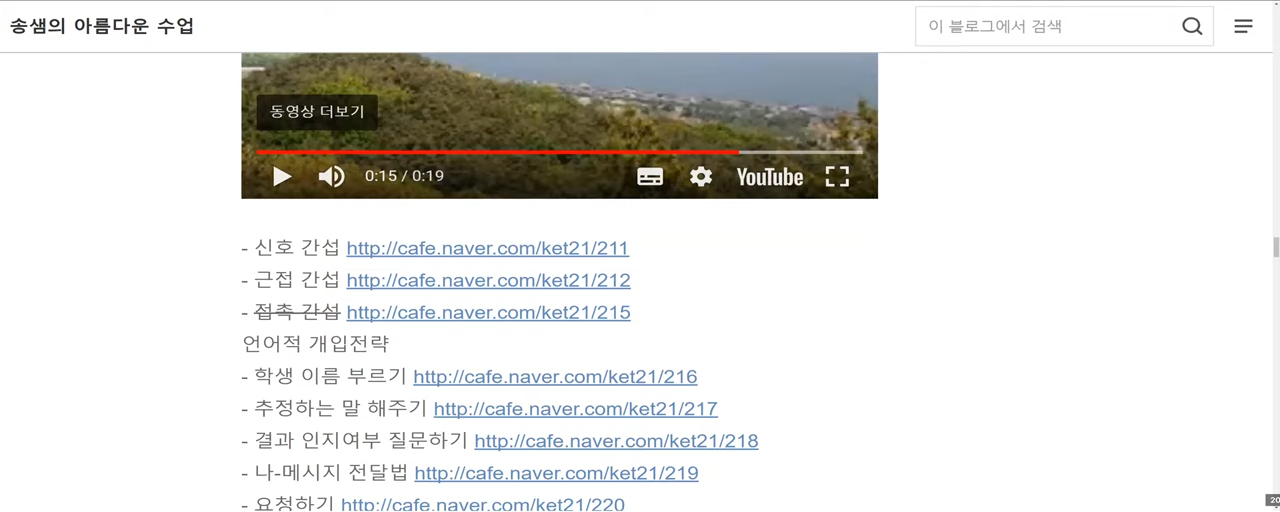 송샘의 아름다운 수업
이 블로그에서 검색
동영상 더보기
0:15 / 0:19
YouTube
- 신호 간섭 http://cafe.naver.com/ket21/211
- 근접 간섭 http://cafe.naver.com/ket21/212
- 접촉 간섭 http://cafe.naver.com/ket21/215
언어적 개입전략
- 학생 이름 부르기 http://cafe.naver.com/ket21/216
- 추정하는 말 해주기 http://cafe.naver.com/ket21/217
- 결과 인지여부 질문하기 http://cafe.naver.com/ket21/218
- 나-메시지 전달법 http://cafe.naver.com/ket21/219
- 요청하기 http://cafe.naver.com/ket21/220